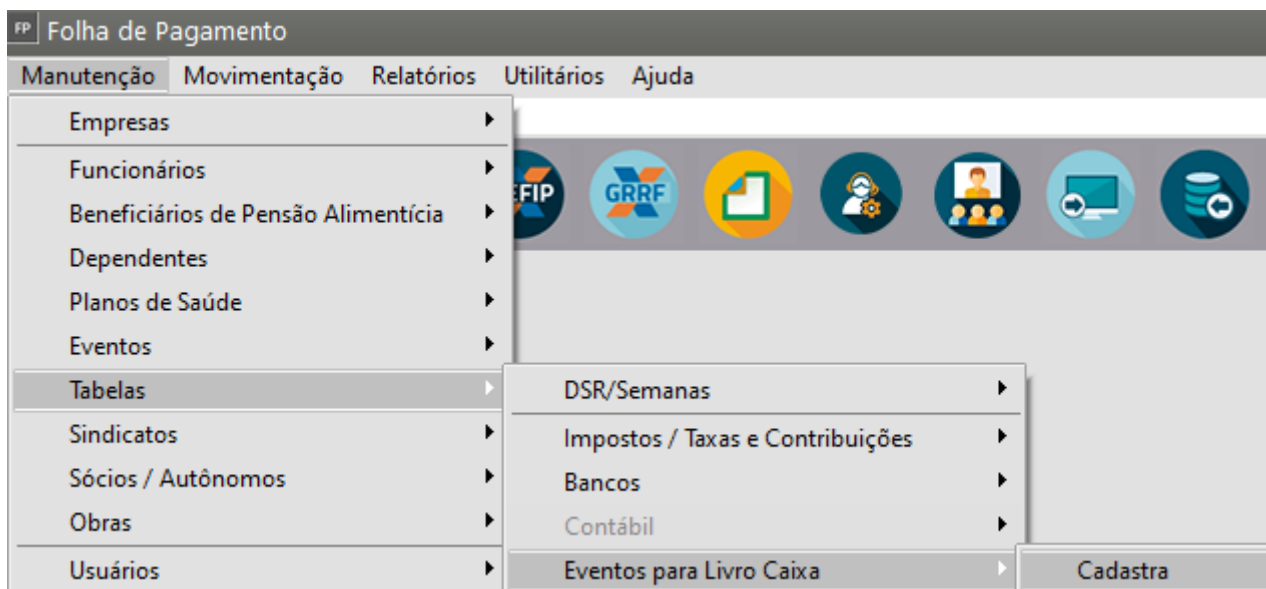 FP Folha de Pagamento
Manutenção Movimentação Relatórios Utilitários Ajuda
Empresas
Funcionários
EFIP GRRF
Beneficiários de Pensão Alimentícia
Dependentes
Planos de Saúde
Eventos
Tabelas DSR/Semanas
Sindicatos Impostos / Taxas e Contribuições
Sócios / Autônomos Bancos
Obras Contábil
Usuários Eventos para Livro Caixa Cadastra